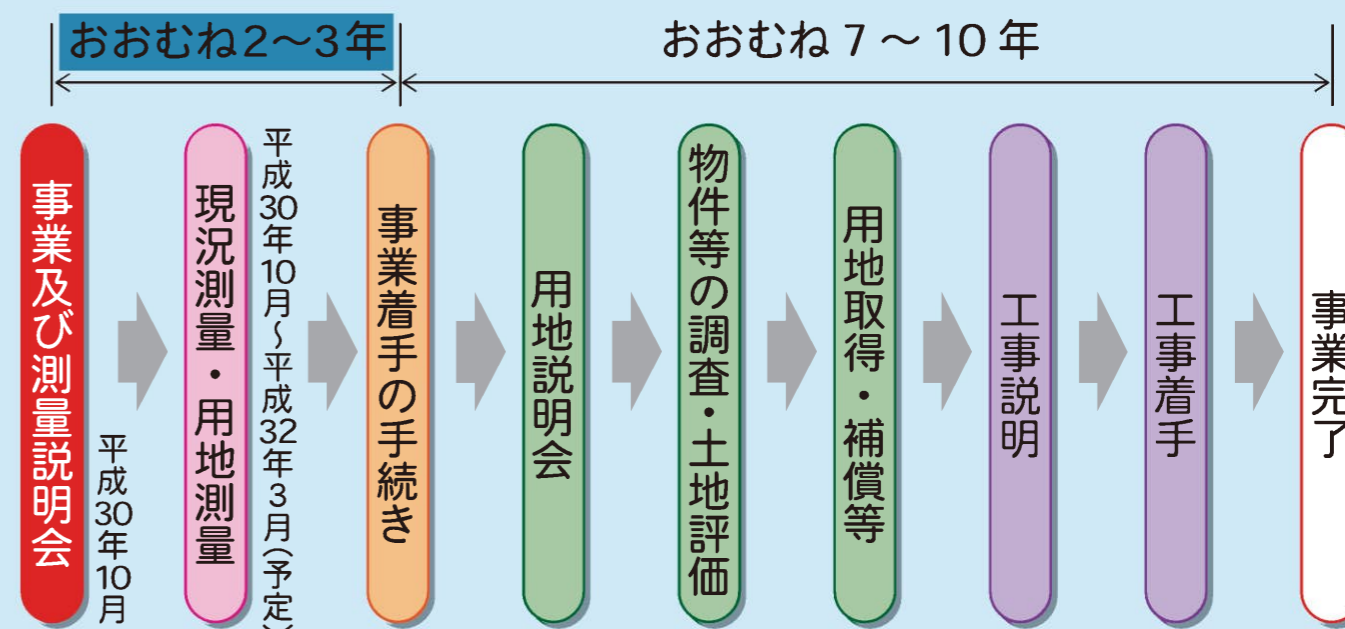 おおむね2～3年
おおむね 7 ～ 10 年
事業及び測量説明会
平成30年10月
現況測量・用地測量
平成30年10月～平成32年3月(予定)
事業着手の手続き
用地説明会
物件等の調査・土地評価
用地取得・補償等
工事説明
工事着手
事業完了